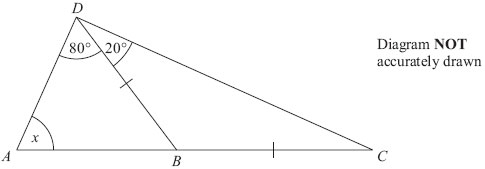 D
80° 20°
Diagram NOT
accurately drawn
x
A B C